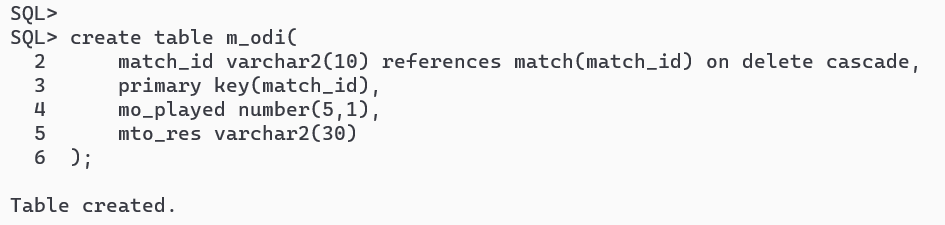 SQL>
SQL> create table m_odi(
  2      match_id varchar2(10) references match(match_id) on delete cascade,
  3      primary key(match_id),
  4      mo_played number(5,1),
  5      mto_res varchar2(30)
  6  );
Table created.